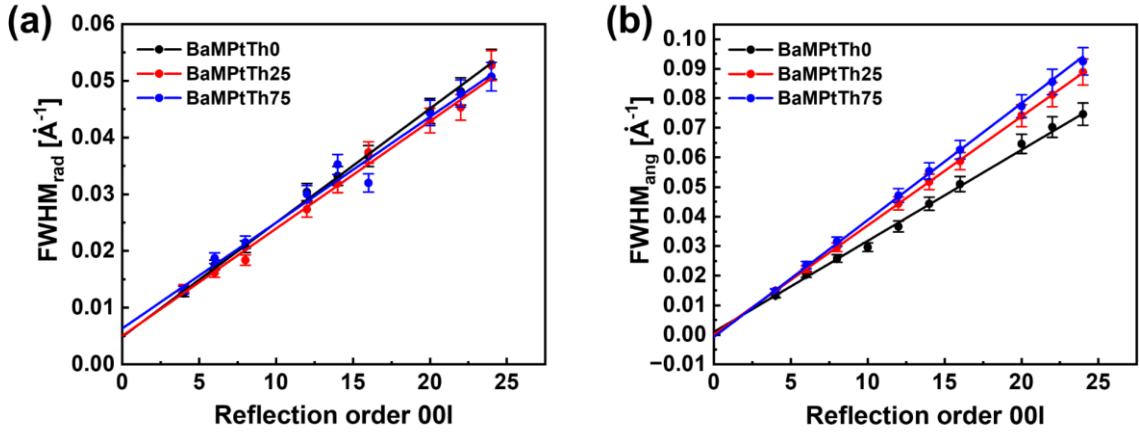 (a)
0.06
0.05
0.04
0.03
0.02
0.01
0.00
FWHM_rad [Å⁻¹]
BaMPtTh0
BaMPtTh25
BaMPtTh75
0 5 10 15 20 25
Reflection order 00l
(b)
0.10
0.09
0.08
0.07
0.06
0.05
0.04
0.03
0.02
0.01
0.00
−0.01
FWHM_ang [Å⁻¹]
BaMPtTh0
BaMPtTh25
BaMPtTh75
0 5 10 15 20 25
Reflection order 00l